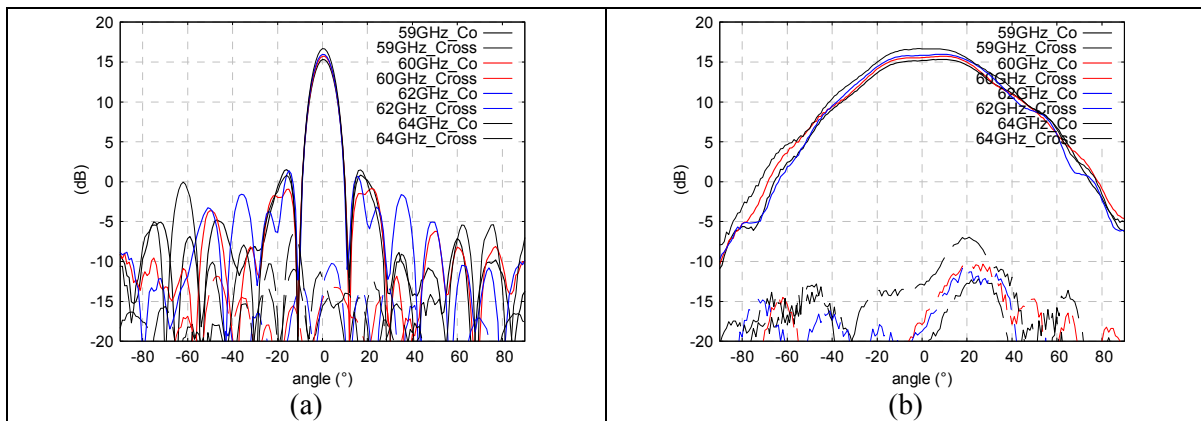 20
15
10
5
0
-5
-10
-15
-20
(dB)
-80 -60 -40 -20 0 20 40 60 80
angle (°)
59GHz_Co
59GHz_Cross
60GHz_Co
60GHz_Cross
62GHz_Co
62GHz_Cross
64GHz_Co
64GHz_Cross
(a)
20
15
10
5
0
-5
-10
-15
-20
(dB)
-80 -60 -40 -20 0 20 40 60 80
angle (°)
59GHz_Co
59GHz_Cross
60GHz_Co
60GHz_Cross
62GHz_Co
62GHz_Cross
64GHz_Co
64GHz_Cross
(b)